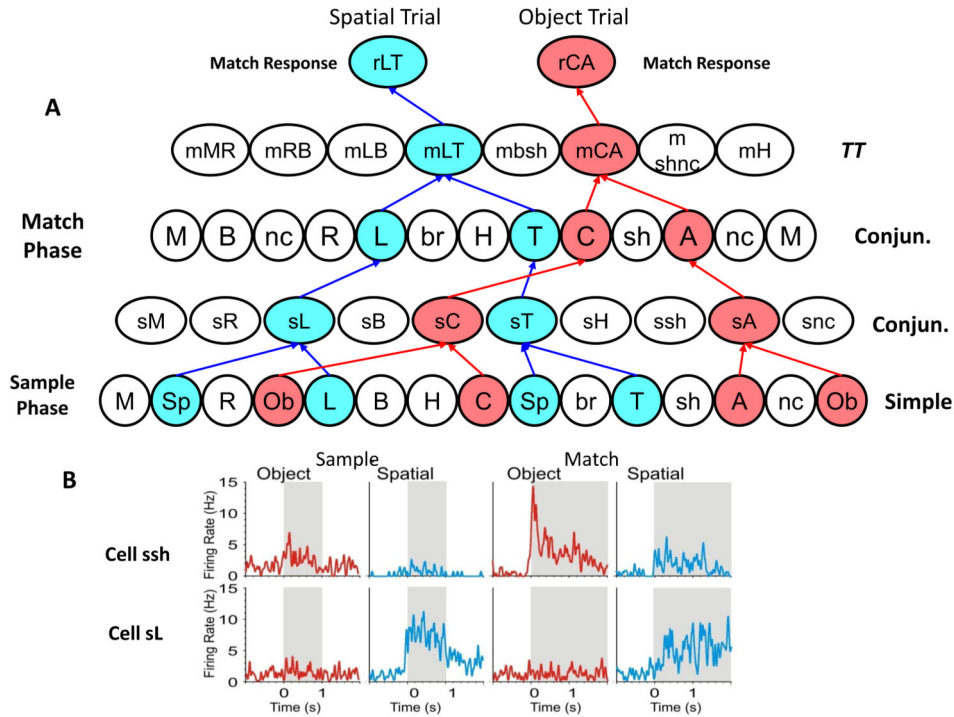 Spatial Trial Object Trial
Match Response rLT rCA Match Response
A
mMR mRB mLB mLT mbsh mCA m shnc mH TT
Match Phase M B nc R L br H T C sh A nc M Conjun.
sM sR sL sB sC sT sH ssh sA snc Conjun.
Sample Phase M Sp R Ob L B H C Sp br T sh A nc Ob Simple
B
Sample Match
Object Spatial Object Spatial
Cell ssh
Firing Rate (Hz)
15
10
5
0
Cell sL
Firing Rate (Hz)
15
10
5
0
0 1 0 1 0 1 0 1
Time (s) Time (s) Time (s) Time (s)